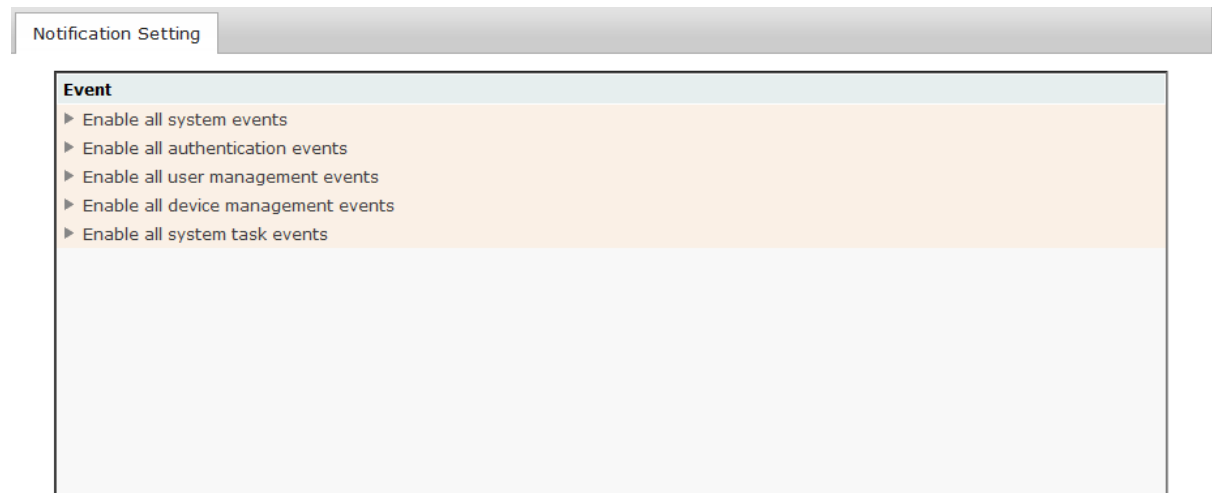 Notification Setting
Event
Enable all system events
Enable all authentication events
Enable all user management events
Enable all device management events
Enable all system task events